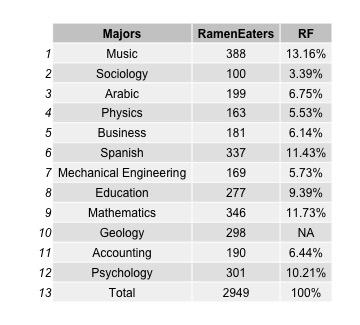 Majors RamenEaters RF
1 Music 388 13.16%
2 Sociology 100 3.39%
3 Arabic 199 6.75%
4 Physics 163 5.53%
5 Business 181 6.14%
6 Spanish 337 11.43%
7 Mechanical Engineering 169 5.73%
8 Education 277 9.39%
9 Mathematics 346 11.73%
10 Geology 298 NA
11 Accounting 190 6.44%
12 Psychology 301 10.21%
13 Total 2949 100%